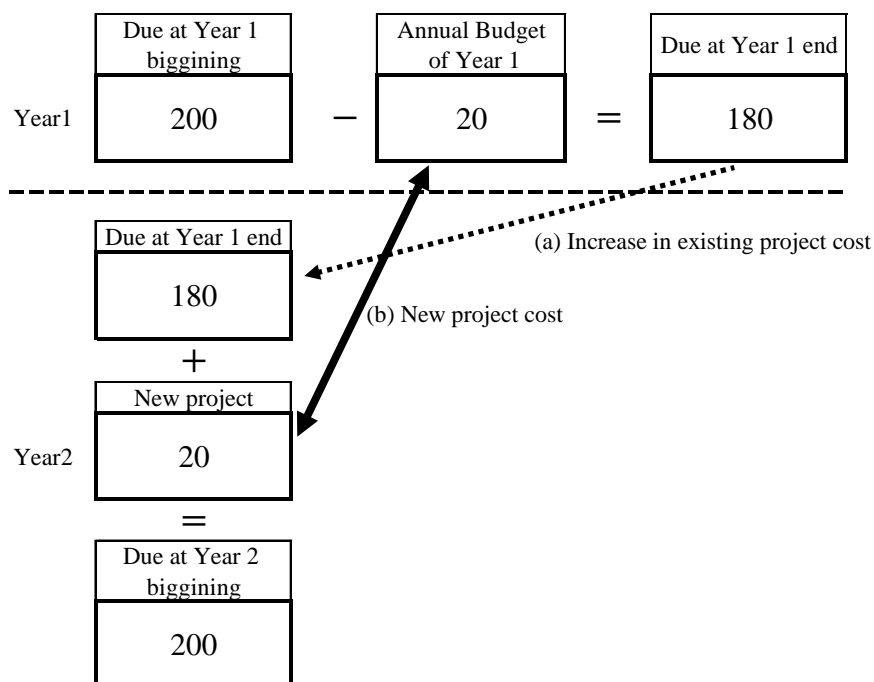 Due at Year 1
biggining
Annual Budget
of Year 1
Due at Year 1 end
Year1
200
−
20
=
180
Due at Year 1 end
(a) Increase in existing project cost
180
(b) New project cost
+
New project
Year2
20
=
Due at Year 2
biggining
200